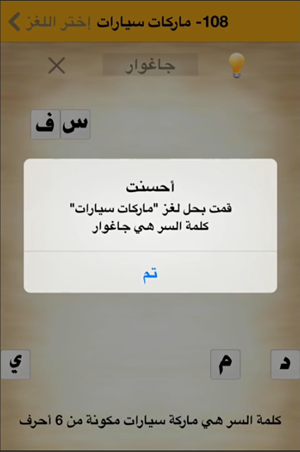 108- ماركات سيارات إختر اللغز
جاغوار
س ف
أحسنت
قمت بحل لغز "ماركات سيارات"
كلمة السر هي جاغوار
تم
د م ي
كلمة السر هي ماركة سيارات مكونة من 6 أحرف